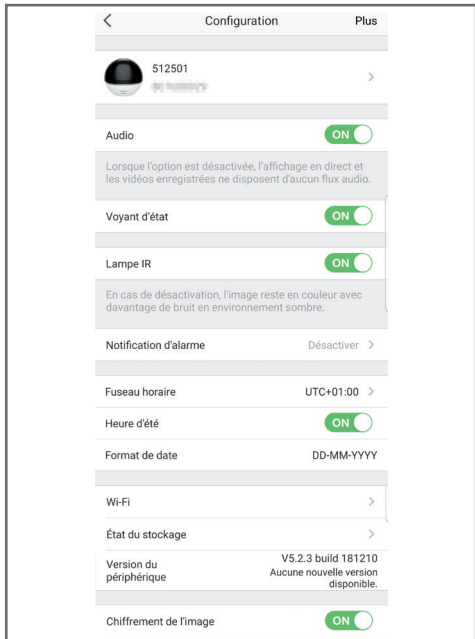 Configuration Plus
512501
Audio ON
Lorsque l'option est désactivée, l'affichage en direct et
les vidéos enregistrées ne disposent d'aucun flux audio.
Voyant d'état ON
Lampe IR ON
En cas de désactivation, l'image reste en couleur avec
davantage de bruit en environnement sombre.
Notification d'alarme Désactiver
Fuseau horaire UTC+01:00
Heure d'été ON
Format de date DD-MM-YYYY
Wi-Fi
État du stockage
Version du
périphérique
V5.2.3 build 181210
Aucune nouvelle version
disponible.
Chiffrement de l'image ON